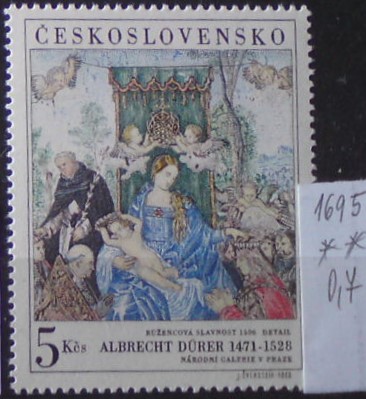 ČESKOSLOVENSKO
RŮŽENCOVÁ SLAVNOST 1506 DETAIL
5 Kčs ALBRECHT DÜRER 1471-1528
NÁRODNÍ GALERIE V PRAZE
1695
**
0,7